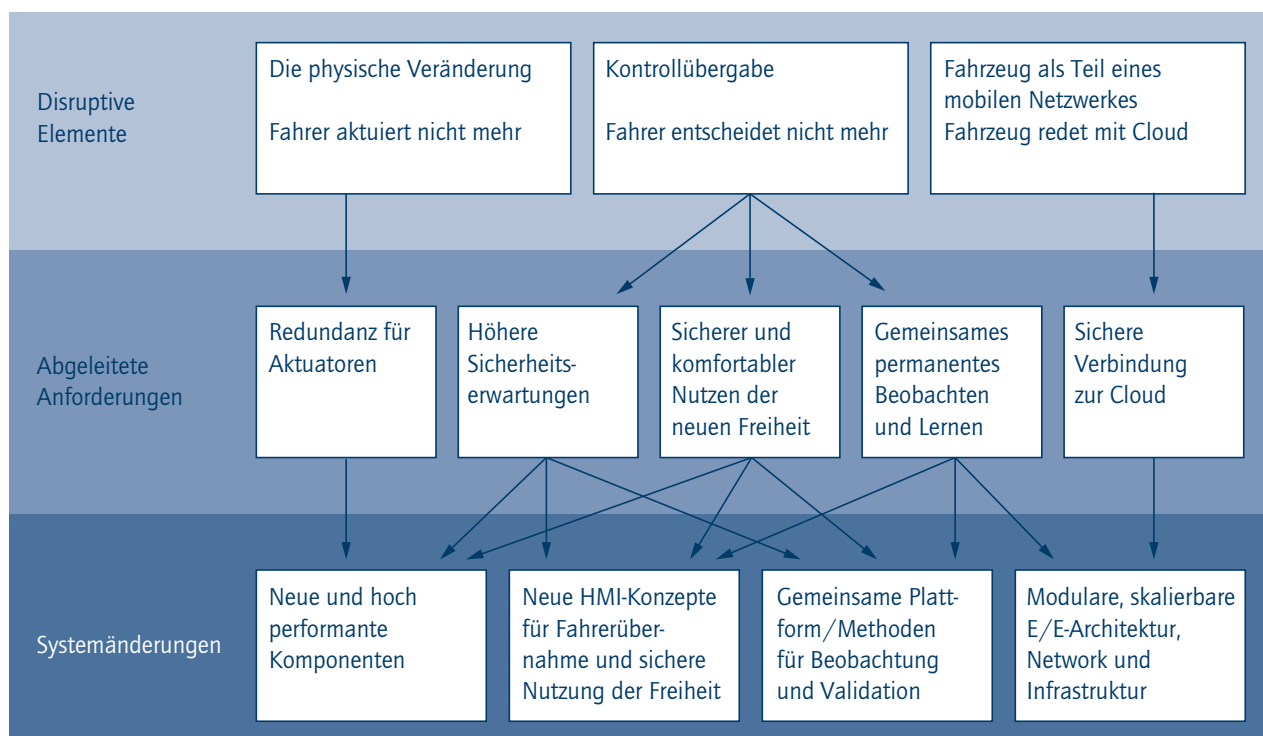 Disruptive
Elemente
Die physische Veränderung
Fahrer aktuiert nicht mehr
Kontrollübergabe
Fahrer entscheidet nicht mehr
Fahrzeug als Teil eines
mobilen Netzwerkes
Fahrzeug redet mit Cloud
Abgeleitete
Anforderungen
Redundanz für
Aktuatoren
Höhere
Sicherheits-
erwartungen
Sicherer und
komfortabler
Nutzen der
neuen Freiheit
Gemeinsames
permanentes
Beobachten
und Lernen
Sichere
Verbindung
zur Cloud
Systemänderungen
Neue und hoch
performante
Komponenten
Neue HMI-Konzepte
für Fahrerüber-
nahme und sichere
Nutzung der Freiheit
Gemeinsame Platt-
form/Methoden
für Beobachtung
und Validation
Modulare, skalierbare
E/E-Architektur,
Network und
Infrastruktur